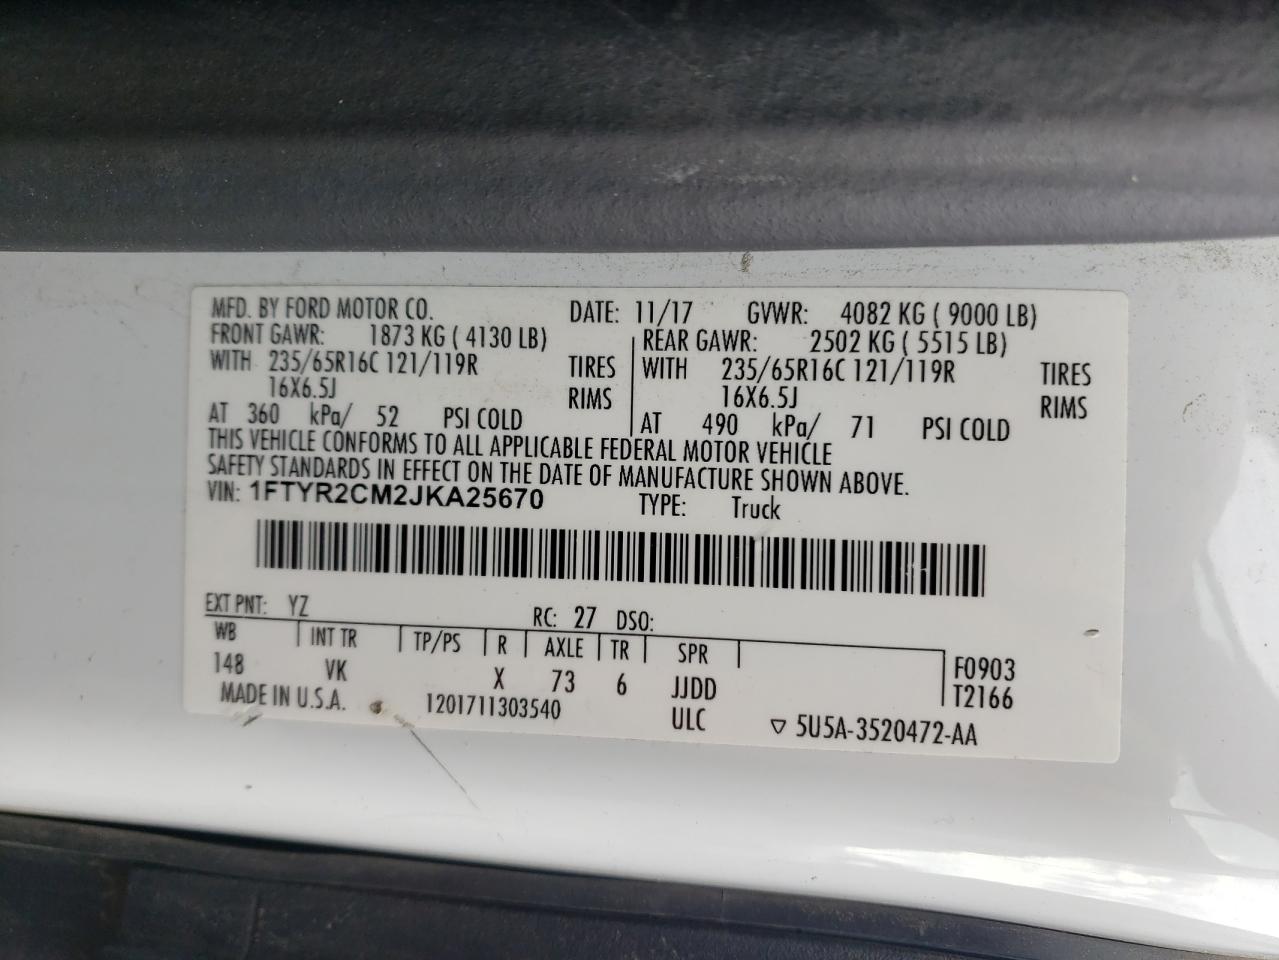 MFD. BY FORD MOTOR CO. DATE: 11/17 GVWR: 4082 KG ( 9000 LB)
FRONT GAWR: 1873 KG ( 4130 LB) REAR GAWR: 2502 KG ( 5515 LB)
WITH 235/65R16C 121/119R TIRES WITH 235/65R16C 121/119R TIRES
16X6.5J RIMS 16X6.5J RIMS
AT 360 kPa/ 52 PSI COLD AT 490 kPa/ 71 PSI COLD
THIS VEHICLE CONFORMS TO ALL APPLICABLE FEDERAL MOTOR VEHICLE
SAFETY STANDARDS IN EFFECT ON THE DATE OF MANUFACTURE SHOWN ABOVE.
VIN: 1FTYR2CM2JKA25670 TYPE: Truck
EXT PNT: YZ RC: 27 DSO:
WB INT TR TP/PS R AXLE TR SPR F0903
148 VK X 73 6 JJDD T2166
MADE IN U.S.A. 1201711303540 ULC ▽ 5U5A-3520472-AA